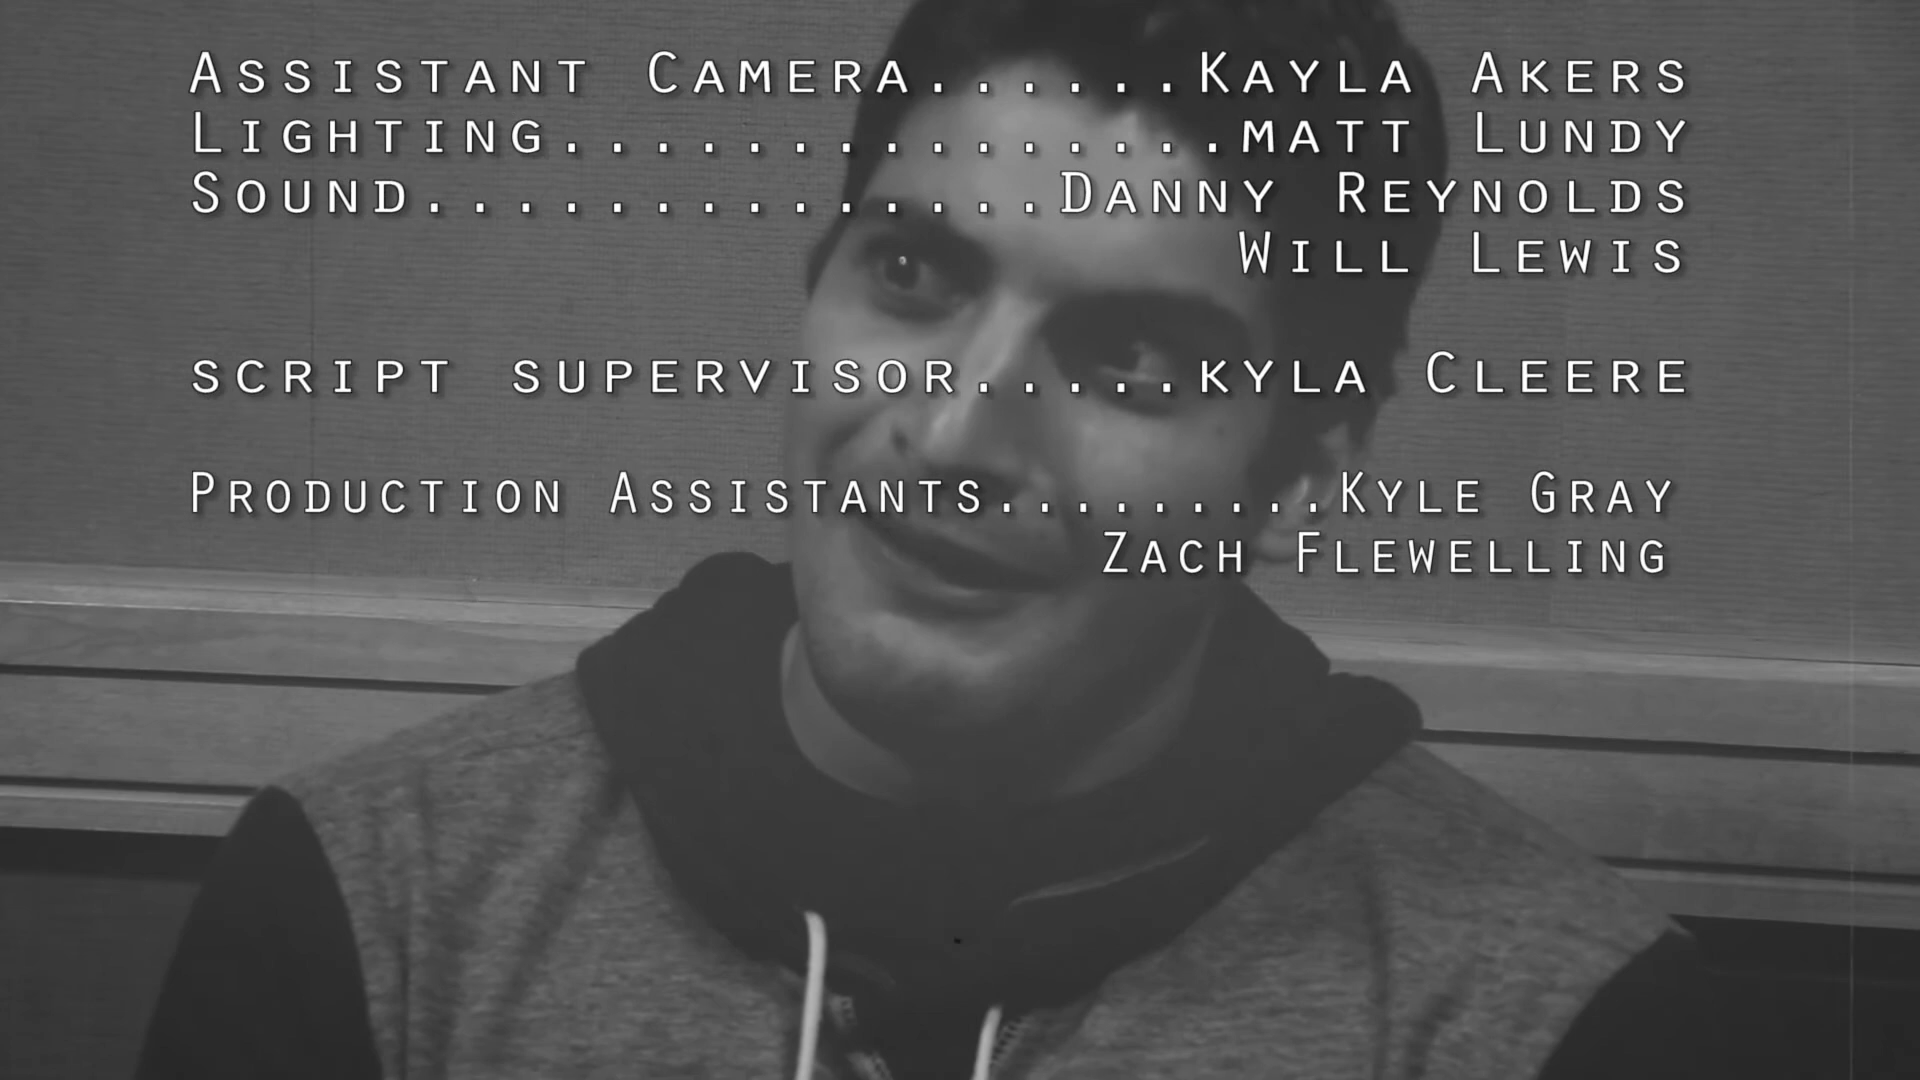 Assistant Camera......Kayla Akers
Lighting...............matt Lundy
Sound..............Danny Reynolds
Will Lewis
script supervisor.....kyla Cleere
Production Assistants.........Kyle Gray
Zach Flewelling